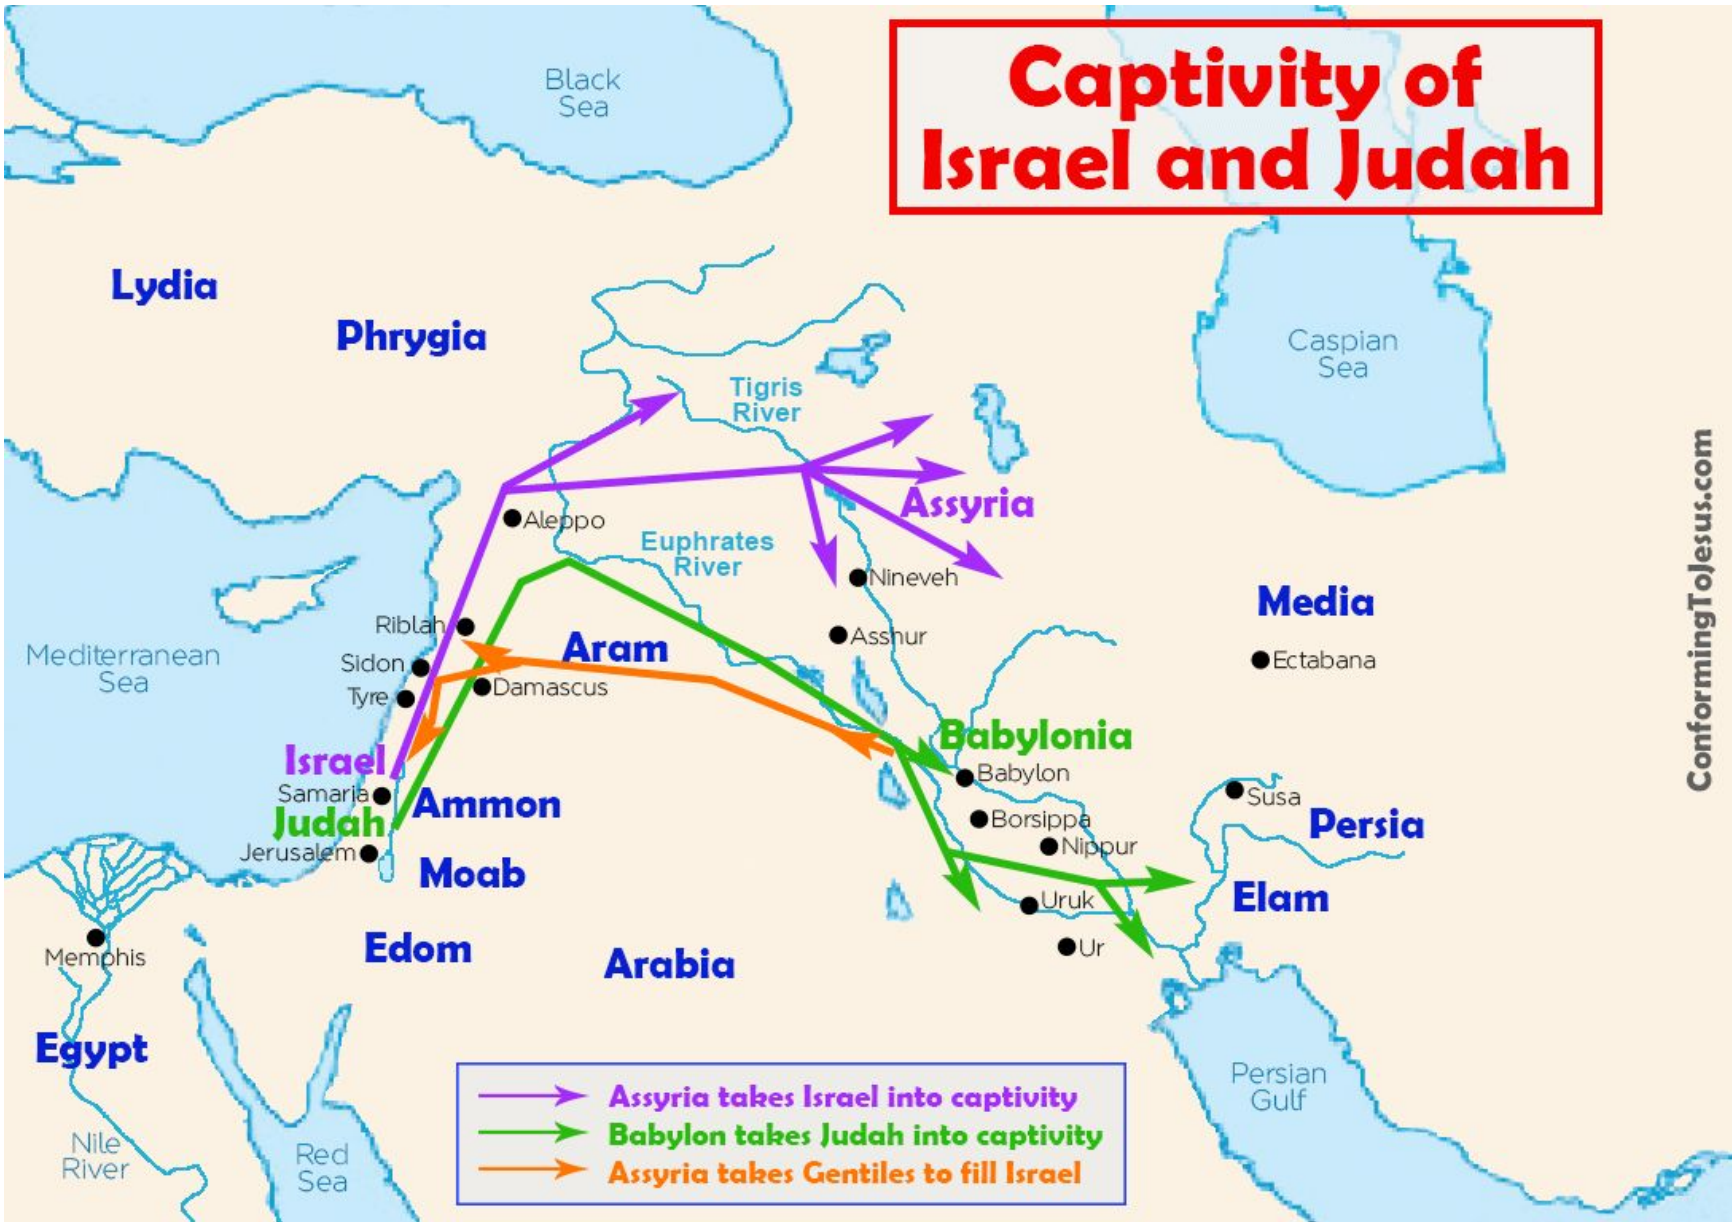 Captivity of
Israel and Judah
Black
Sea
Lydia
Phrygia
Caspian
Sea
Tigris
River
Assyria
Aleppo
Euphrates
River
Nineveh
Media
Riblah
Asshur
Aram
Mediterranean
Sea
Sidon
Ectabana
Tyre
Damascus
Babylonia
Israel
Babylon
Samaria
Ammon
Susa
Judah
Borsippa
Persia
Jerusalem
Nippur
Moab
Elam
Uruk
Memphis
Edom
Arabia
Ur
Egypt
Persian
Gulf
Nile
River
Red
Sea
Assyria takes Israel into captivity
Babylon takes Judah into captivity
Assyria takes Gentiles to fill Israel
ConformingToJesus.com